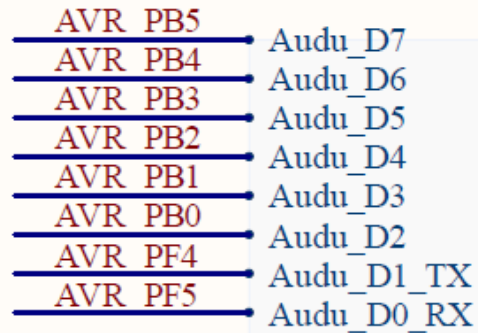 AVR_PB5 Audu_D7
AVR_PB4 Audu_D6
AVR_PB3 Audu_D5
AVR_PB2 Audu_D4
AVR_PB1 Audu_D3
AVR_PB0 Audu_D2
AVR_PF4 Audu_D1_TX
AVR_PF5 Audu_D0_RX